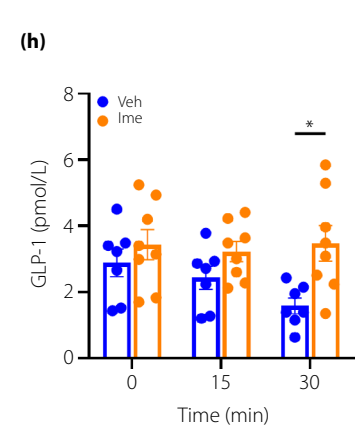 (h)
8
6
4
2
0
GLP-1 (pmol/L)
Veh
Ime
*
0 15 30
Time (min)